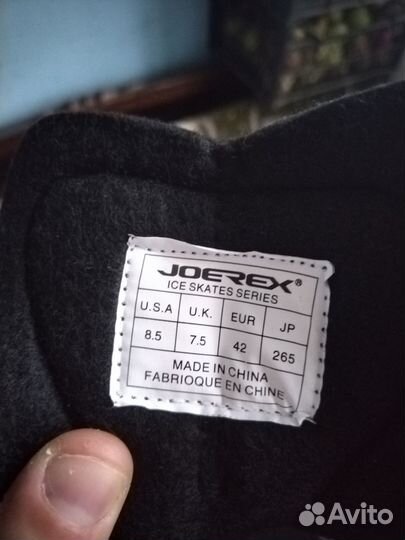 JOEREX®
ICE SKATES SERIES
U.S.A U.K. EUR JP
8.5 7.5 42 265
MADE IN CHINA
FABRIOQUE EN CHINE
Avito